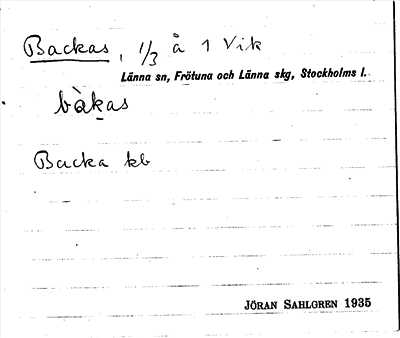 Backas, 1/3 å 1 Vik
Länna sn, Frötuna och Länna skg, Stockholms l.
bàkas
Backa kb
JÖRAN SAHLGREN 1935